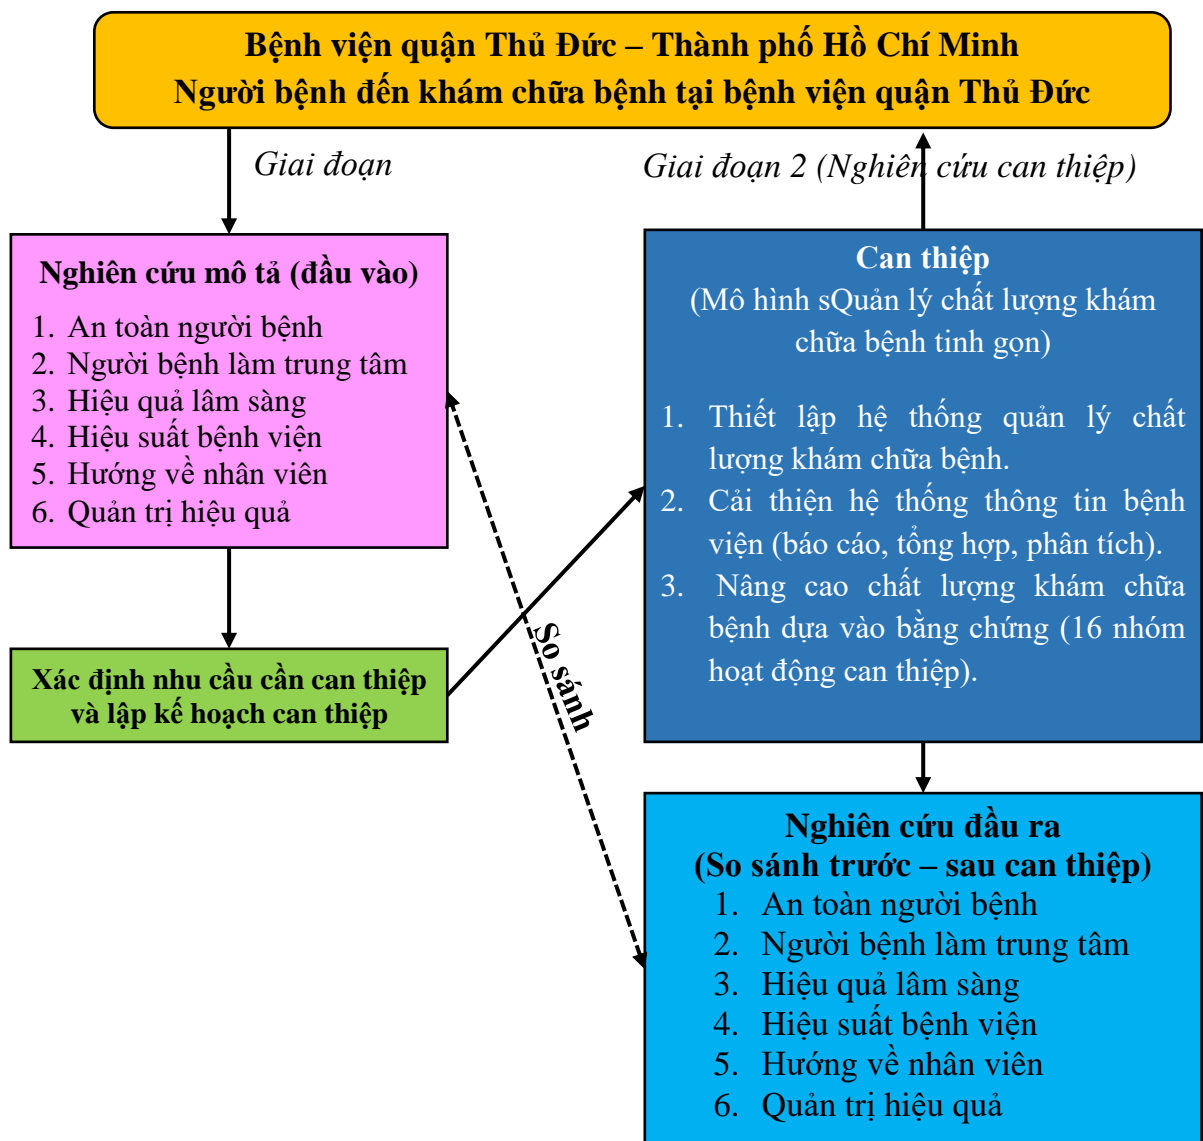 Bệnh viện quận Thủ Đức – Thành phố Hồ Chí Minh
Người bệnh đến khám chữa bệnh tại bệnh viện quận Thủ Đức
Giai đoạn
Giai đoạn 2 (Nghiên cứu can thiệp)
Nghiên cứu mô tả (đầu vào)
1. An toàn người bệnh
2. Người bệnh làm trung tâm
3. Hiệu quả lâm sàng
4. Hiệu suất bệnh viện
5. Hướng về nhân viên
6. Quản trị hiệu quả
Xác định nhu cầu cần can thiệp
và lập kế hoạch can thiệp
So sánh
Can thiệp
(Mô hình sQuản lý chất lượng khám
chữa bệnh tinh gọn)
1. Thiết lập hệ thống quản lý chất
lượng khám chữa bệnh.
2. Cải thiện hệ thống thông tin bệnh
viện (báo cáo, tổng hợp, phân tích).
3. Nâng cao chất lượng khám chữa
bệnh dựa vào bằng chứng (16 nhóm
hoạt động can thiệp).
Nghiên cứu đầu ra
(So sánh trước – sau can thiệp)
1. An toàn người bệnh
2. Người bệnh làm trung tâm
3. Hiệu quả lâm sàng
4. Hiệu suất bệnh viện
5. Hướng về nhân viên
6. Quản trị hiệu quả